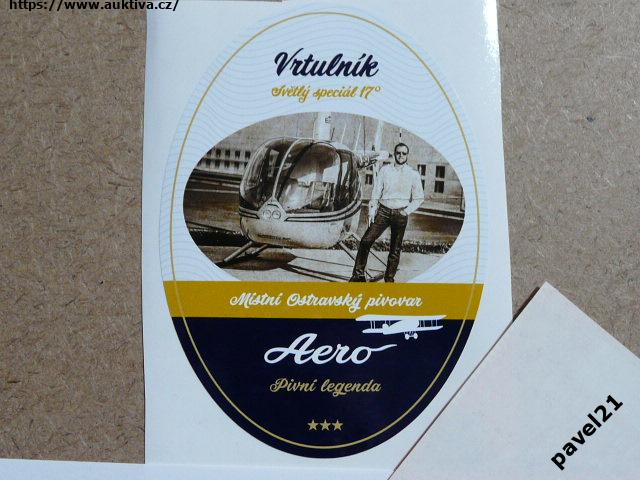 https://www.auktiva.cz/
Vrtulník
Světlý speciál 17°
Místní Ostravský pivovar
Aero
Pivní legenda
pavel21